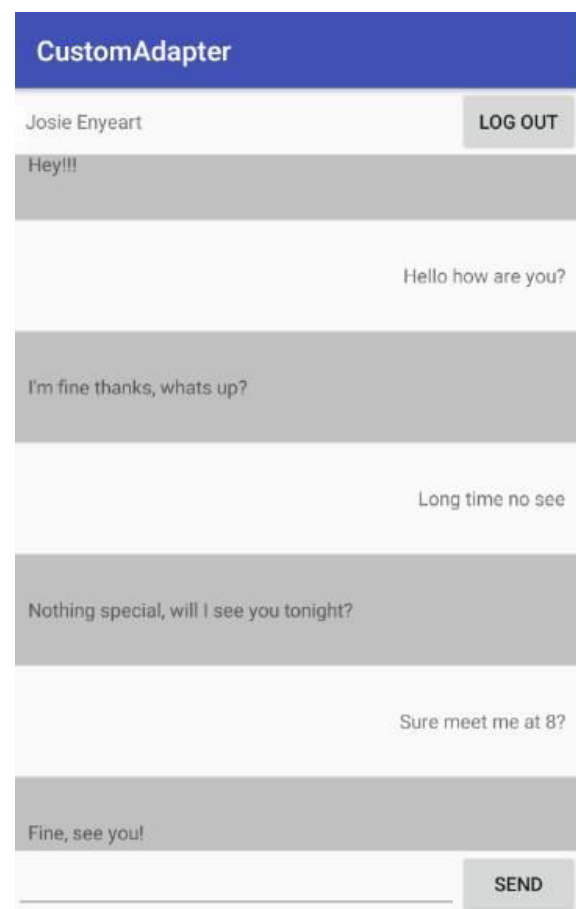 CustomAdapter
Josie Enyeart
LOG OUT
Hey!!!
Hello how are you?
I'm fine thanks, whats up?
Long time no see
Nothing special, will I see you tonight?
Sure meet me at 8?
Fine, see you!
SEND